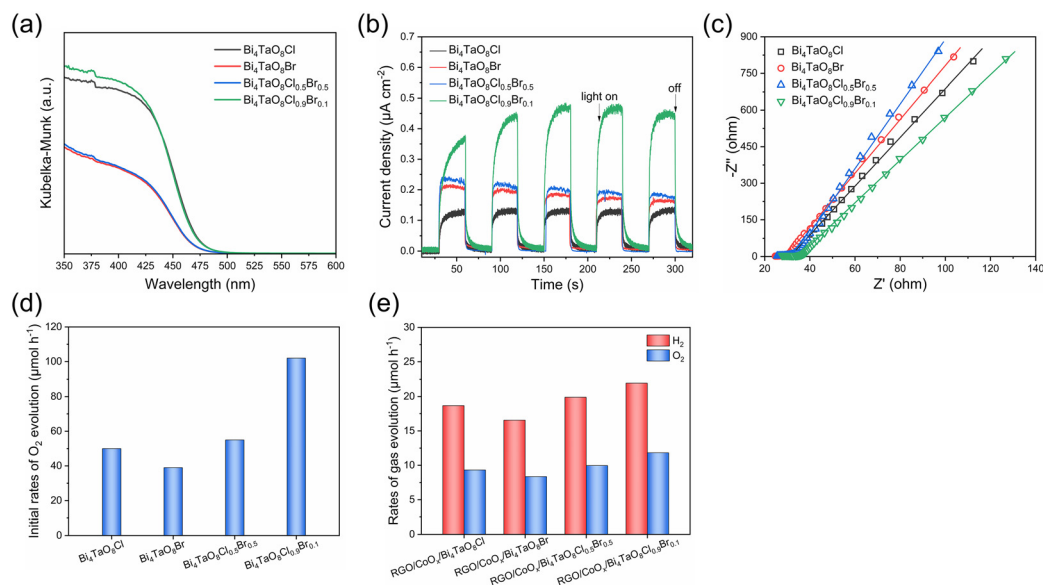 (a)
Kubelka-Munk (a.u.)
Bi₄TaO₈Cl
Bi₄TaO₈Br
Bi₄TaO₈Cl₀.₅Br₀.₅
Bi₄TaO₈Cl₀.₉Br₀.₁
350 400 425 450 475 500 525 550 575 600
Wavelength (nm)
(b)
Current density (µA cm⁻²)
0.7
0.6
0.5
0.4
0.3
0.2
0.1
0.0
Bi₄TaO₈Cl
Bi₄TaO₈Br
Bi₄TaO₈Cl₀.₅Br₀.₅
Bi₄TaO₈Cl₀.₉Br₀.₁
light on
off
50 100 150 200 250 300
Time (s)
(c)
-Z" (ohm)
900
750
600
450
300
150
0
Bi₄TaO₈Cl
Bi₄TaO₈Br
Bi₄TaO₈Cl₀.₅Br₀.₅
Bi₄TaO₈Cl₀.₉Br₀.₁
20 40 60 80 100 120 140
Z' (ohm)
(d)
Initial rates of O₂ evolution (µmol h⁻¹)
120
100
80
60
40
20
0
Bi₄TaO₈Cl
Bi₄TaO₈Br
Bi₄TaO₈Cl₀.₅Br₀.₅
Bi₄TaO₈Cl₀.₉Br₀.₁
(e)
Rates of gas evolution (µmol h⁻¹)
30
25
20
15
10
5
0
H₂
O₂
RGO/CoOₓ/Bi₄TaO₈Cl
RGO/CoOₓ/Bi₄TaO₈Br
RGO/CoOₓ/Bi₄TaO₈Cl₀.₅Br₀.₅
RGO/CoOₓ/Bi₄TaO₈Cl₀.₉Br₀.₁